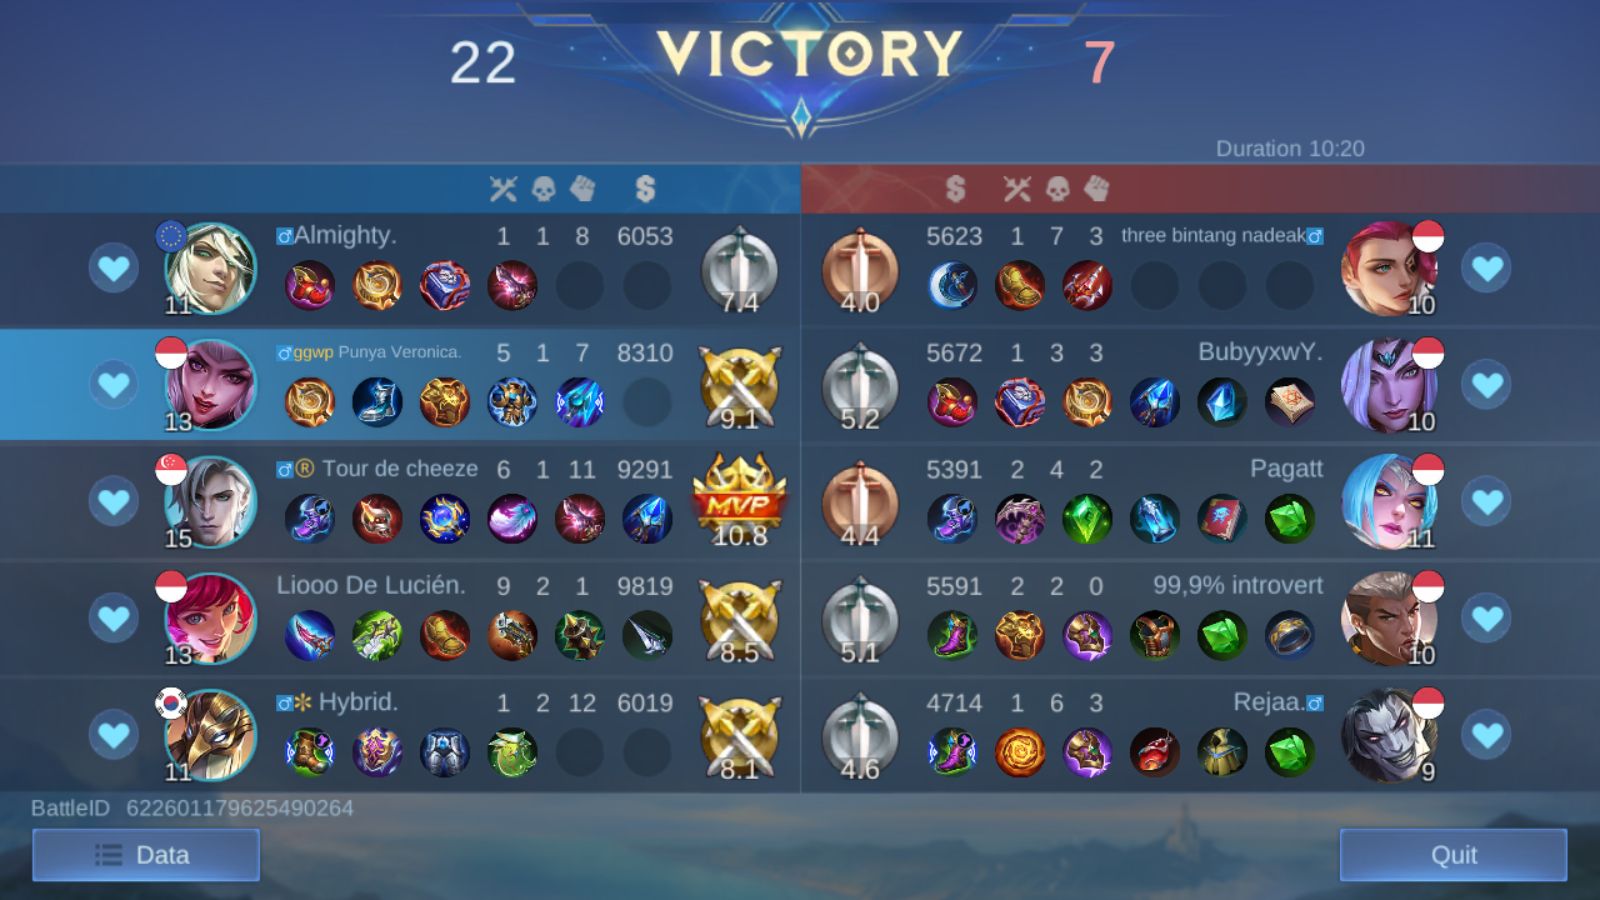 22 VICTORY 7
Duration 10:20
Almighty. 1 1 8 6053
11 7.4
5623 1 7 3 three bintang nadeak
4.0 10
ggwp Punya Veronica. 5 1 7 8310
13 9.1
5672 1 3 3 BubyyxwY.
5.2 10
® Tour de cheeze 6 1 11 9291
MVP
15 10.8
5391 2 4 2 Pagatt
4.4 11
Liooo De Lucién. 9 2 1 9819
13 8.5
5591 2 2 0 99,9% introvert
5.1 10
✻ Hybrid. 1 2 12 6019
11 8.1
4714 1 6 3 Rejaa.
4.6 9
BattleID 622601179625490264
Data
Quit